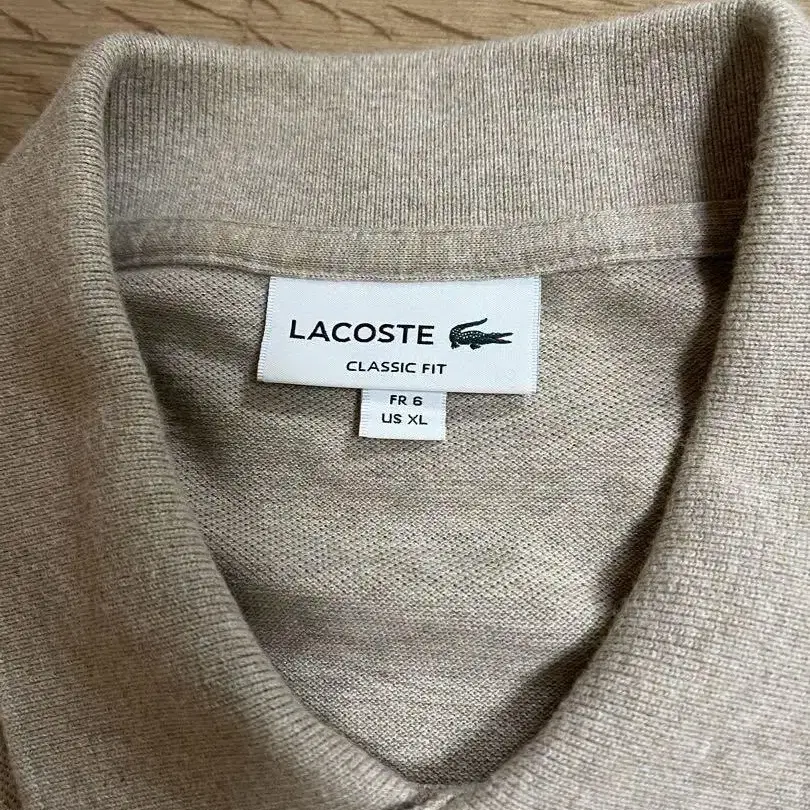 LACOSTE
CLASSIC FIT
FR 6
US XL